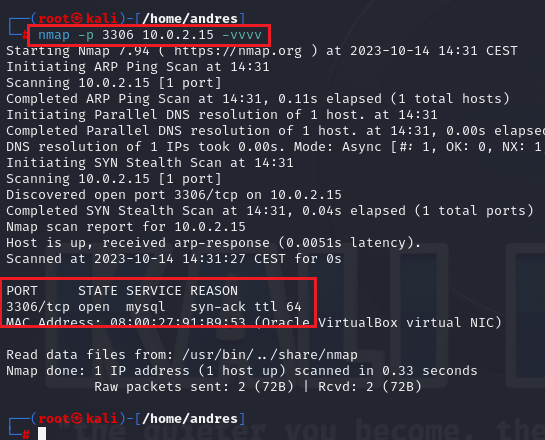 ┌──(root㉿kali)-[/home/andres]
└─# nmap -p 3306 10.0.2.15 -vvvv
Starting Nmap 7.94 ( https://nmap.org ) at 2023-10-14 14:31 CEST
Initiating ARP Ping Scan at 14:31
Scanning 10.0.2.15 [1 port]
Completed ARP Ping Scan at 14:31, 0.11s elapsed (1 total hosts)
Initiating Parallel DNS resolution of 1 host. at 14:31
Completed Parallel DNS resolution of 1 host. at 14:31, 0.00s elapsed
DNS resolution of 1 IPs took 0.00s. Mode: Async [#: 1, OK: 0, NX: 1
Initiating SYN Stealth Scan at 14:31
Scanning 10.0.2.15 [1 port]
Discovered open port 3306/tcp on 10.0.2.15
Completed SYN Stealth Scan at 14:31, 0.04s elapsed (1 total ports)
Nmap scan report for 10.0.2.15
Host is up, received arp-response (0.0051s latency).
Scanned at 2023-10-14 14:31:27 CEST for 0s
PORT     STATE SERVICE REASON
3306/tcp open  mysql   syn-ack ttl 64
MAC Address: 08:00:27:91:B9:53 (Oracle VirtualBox virtual NIC)
Read data files from: /usr/bin/../share/nmap
Nmap done: 1 IP address (1 host up) scanned in 0.33 seconds
           Raw packets sent: 2 (72B) | Rcvd: 2 (72B)
┌──(root㉿kali)-[/home/andres]
└─#
the quieter you become, the